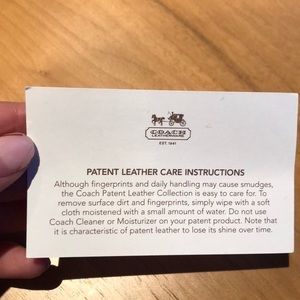 COACH
LEATHERWARE
EST. 1941
PATENT LEATHER CARE INSTRUCTIONS
Although fingerprints and daily handling may cause smudges,
the Coach Patent Leather Collection is easy to care for. To
remove surface dirt and fingerprints, simply wipe with a soft
cloth moistened with a small amount of water. Do not use
Coach Cleaner or Moisturizer on your patent product. Note that
it is characteristic of patent leather to lose its shine over time.